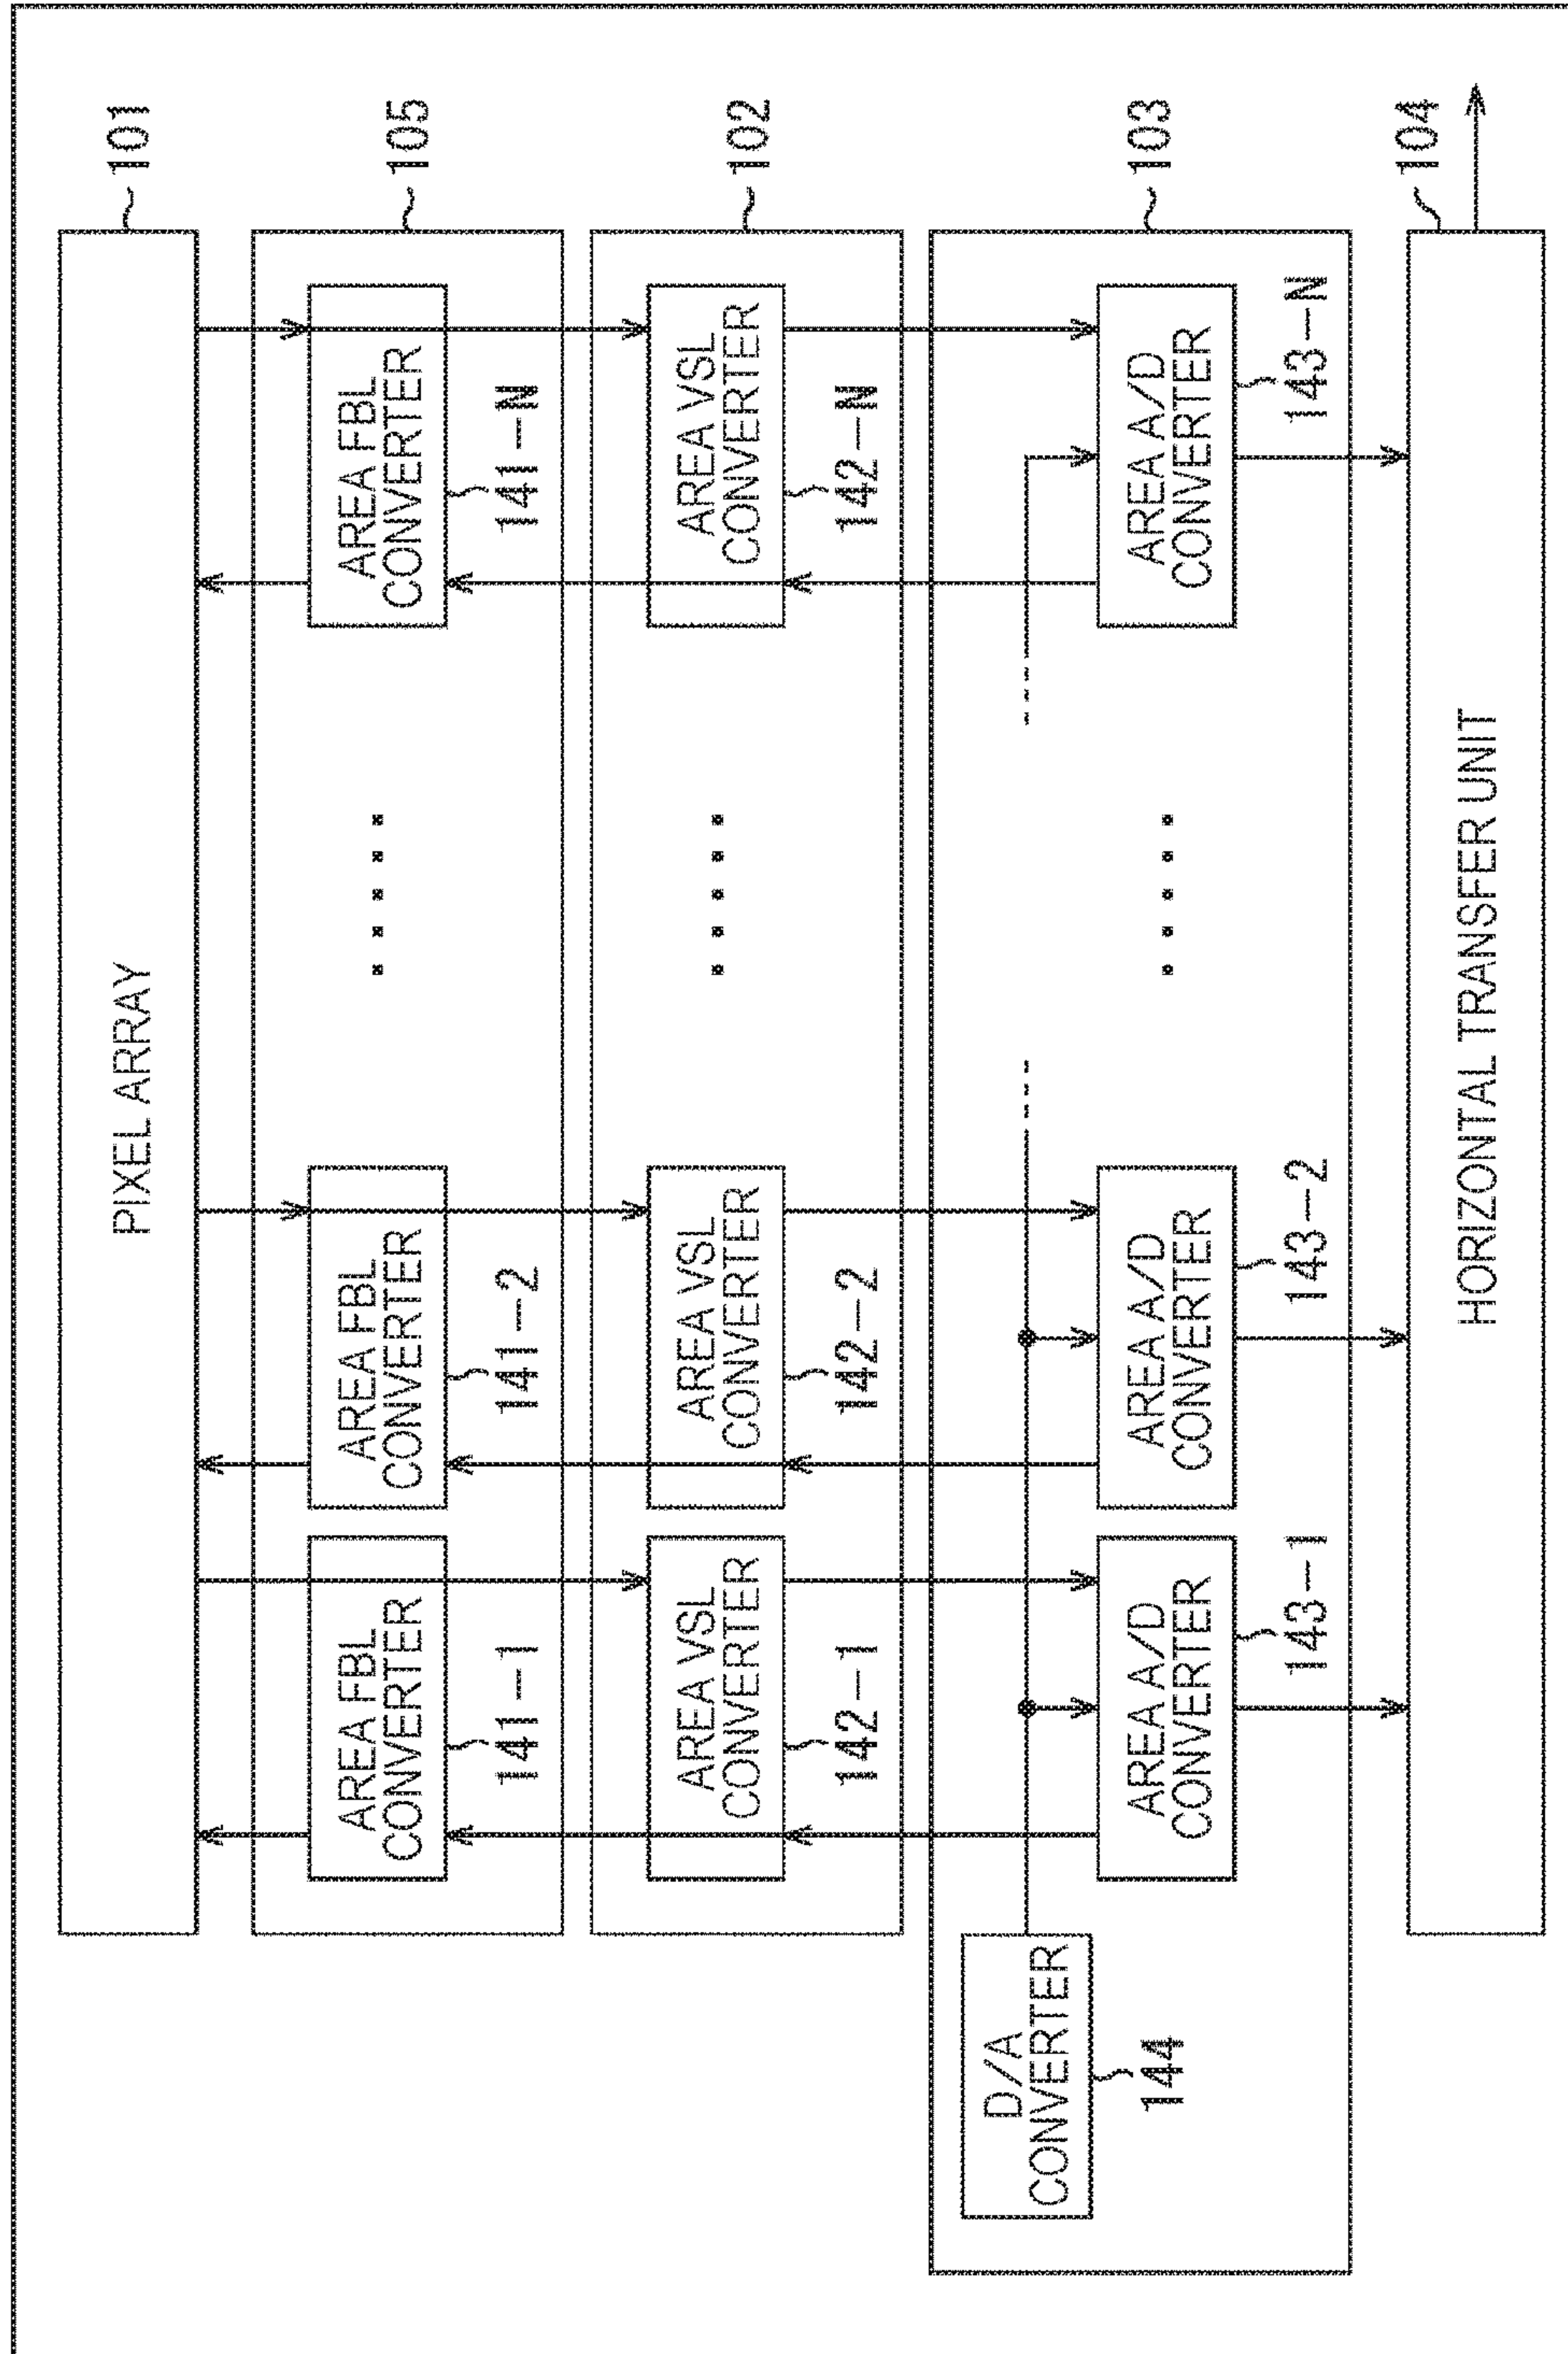 101
PIXEL ARRAY
105
AREA FBL
CONVERTER
141-1
AREA FBL
CONVERTER
141-2
AREA FBL
CONVERTER
141-N
102
AREA VSL
CONVERTER
142-1
AREA VSL
CONVERTER
142-2
AREA VSL
CONVERTER
142-N
103
D/A
CONVERTER
144
AREA A/D
CONVERTER
143-1
AREA A/D
CONVERTER
143-2
AREA A/D
CONVERTER
143-N
104
HORIZONTAL TRANSFER UNIT